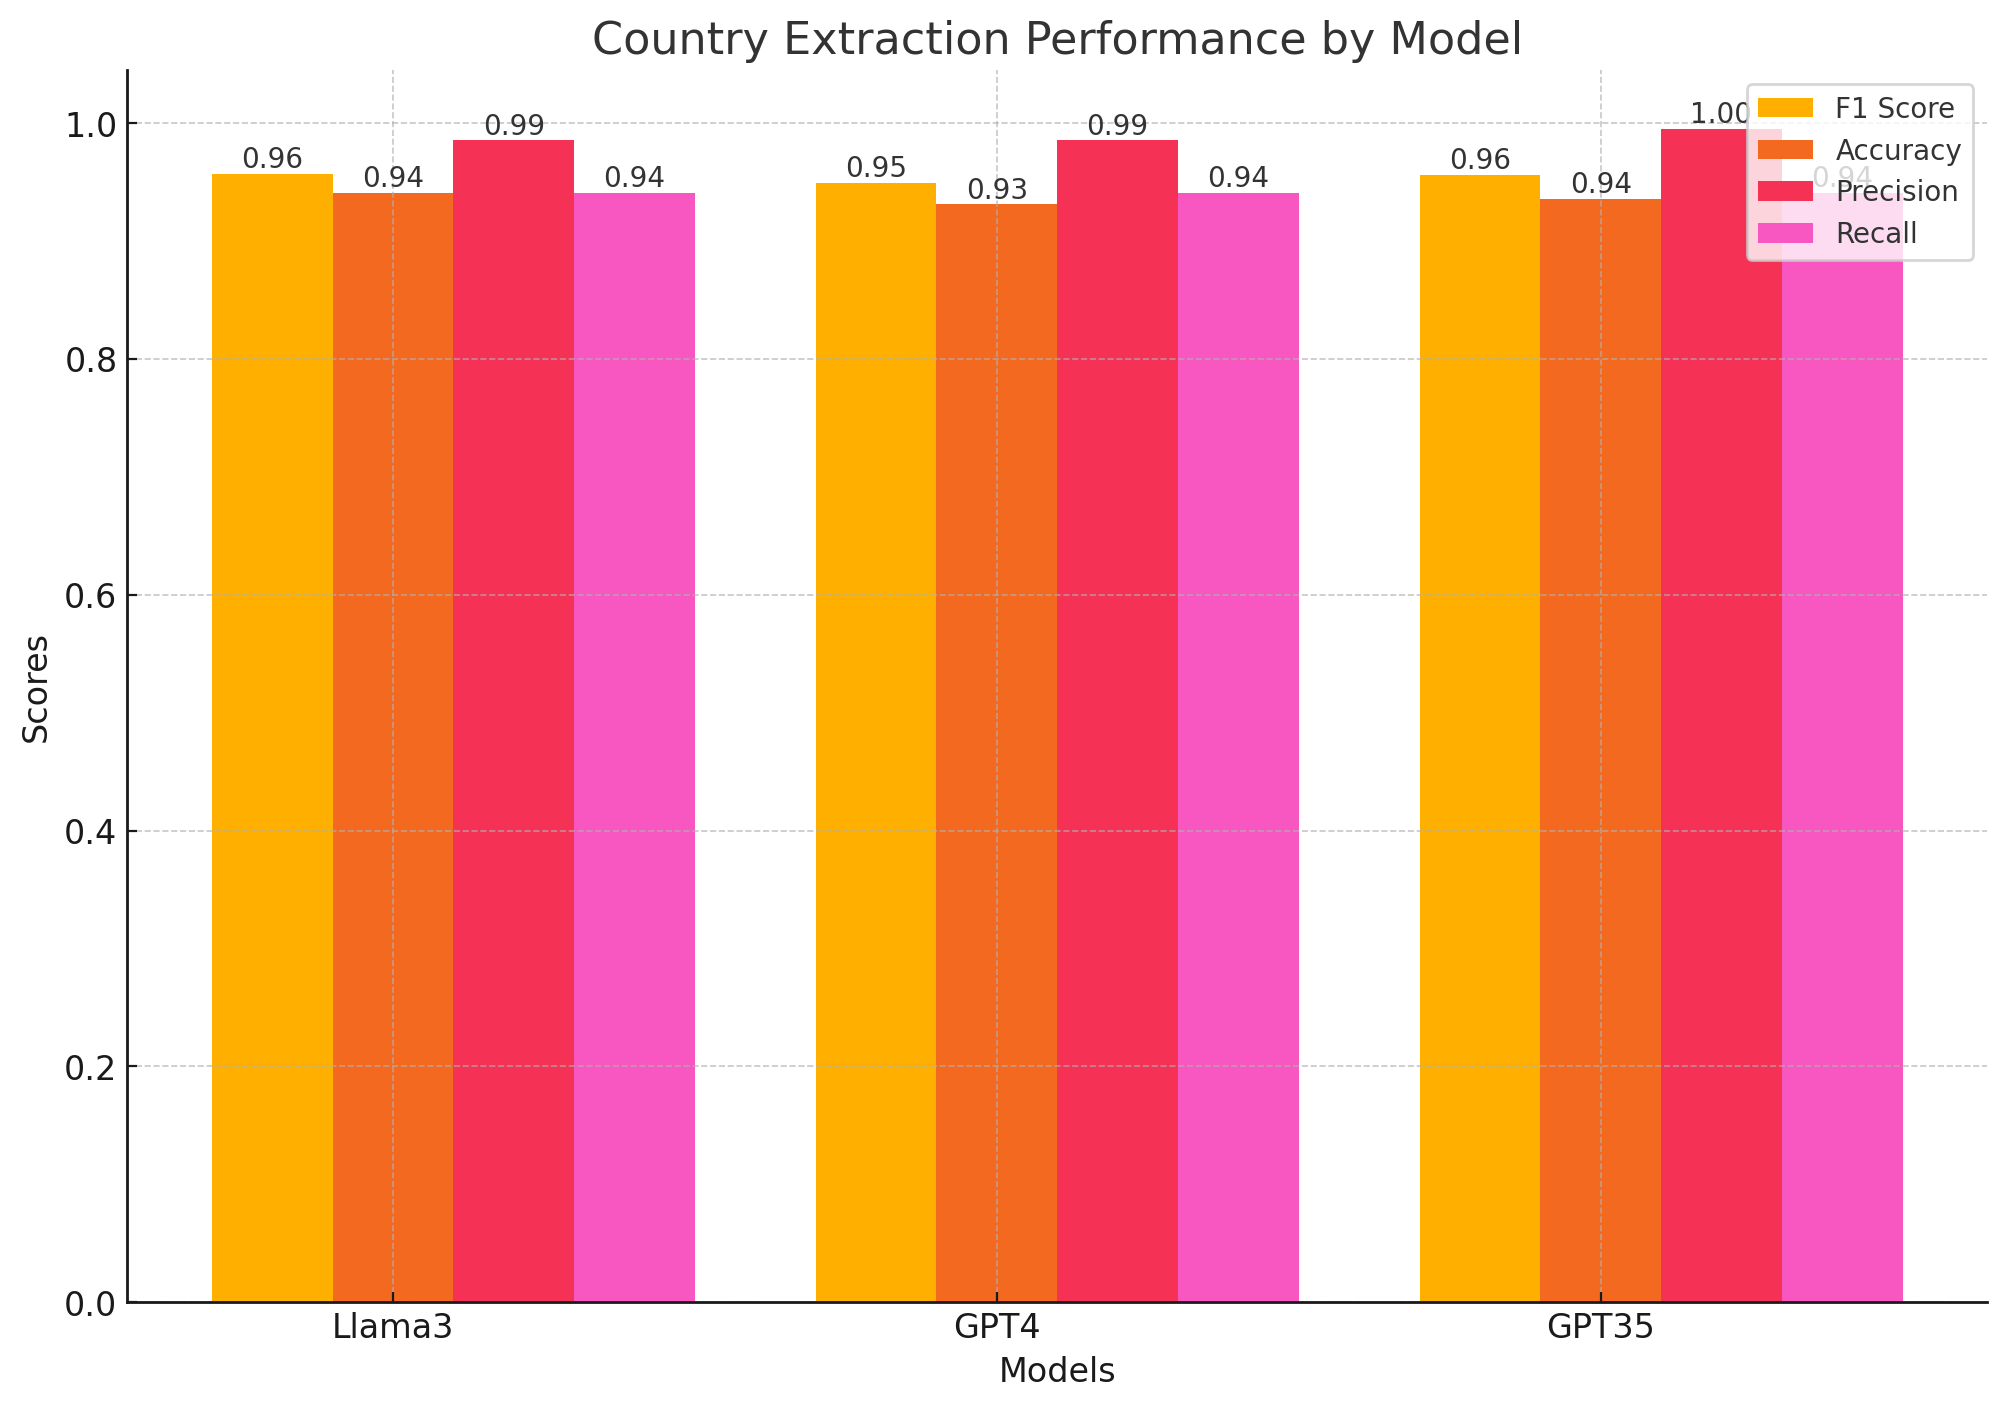 Country Extraction Performance by Model
1.0
0.8
0.6
0.4
0.2
0.0
Scores
0.96
0.94
0.99
0.94
0.95
0.93
0.99
0.94
0.96
0.94
1.00
0.94
F1 Score
Accuracy
Precision
Recall
Llama3
GPT4
GPT35
Models